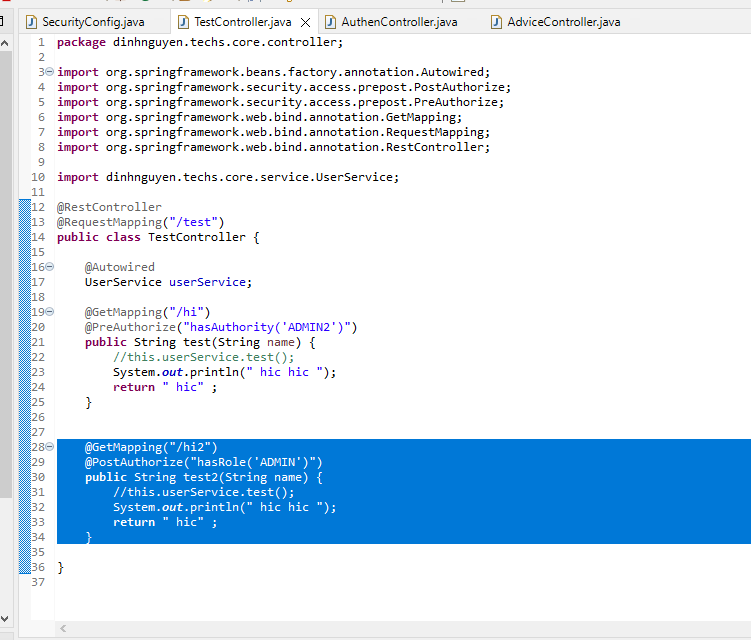 SecurityConfig.java TestController.java AuthenController.java AdviceController.java
1 package dinhnguyen.techs.core.controller;
2
3 import org.springframework.beans.factory.annotation.Autowired;
4 import org.springframework.security.access.prepost.PostAuthorize;
5 import org.springframework.security.access.prepost.PreAuthorize;
6 import org.springframework.web.bind.annotation.GetMapping;
7 import org.springframework.web.bind.annotation.RequestMapping;
8 import org.springframework.web.bind.annotation.RestController;
9
10 import dinhnguyen.techs.core.service.UserService;
11
12 @RestController
13 @RequestMapping("/test")
14 public class TestController {
15
16     @Autowired
17     UserService userService;
18
19     @GetMapping("/hi")
20     @PreAuthorize("hasAuthority('ADMIN2')")
21     public String test(String name) {
22         //this.userService.test();
23         System.out.println(" hic hic ");
24         return " hic" ;
25     }
26
27
28     @GetMapping("/hi2")
29     @PostAuthorize("hasRole('ADMIN')")
30     public String test2(String name) {
31         //this.userService.test();
32         System.out.println(" hic hic ");
33         return " hic" ;
34     }
35
36 }
37